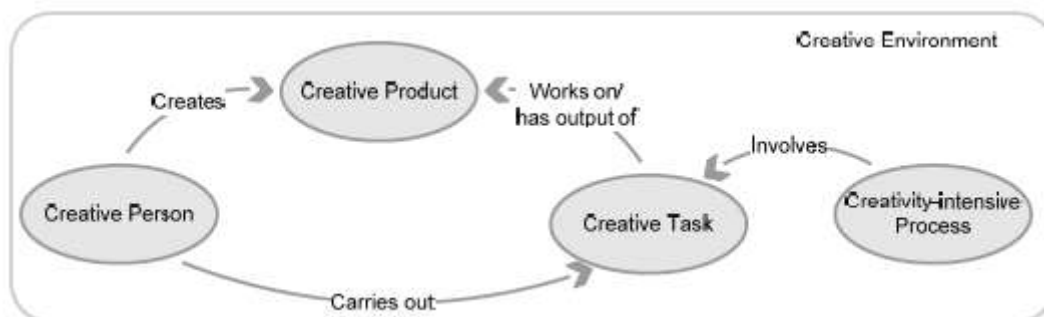 Creative Environment
Creative Product
Works on/
has output of
Creates
Involves
Creative Person
Creative Task
Creativity-intensive
Process
Carries out